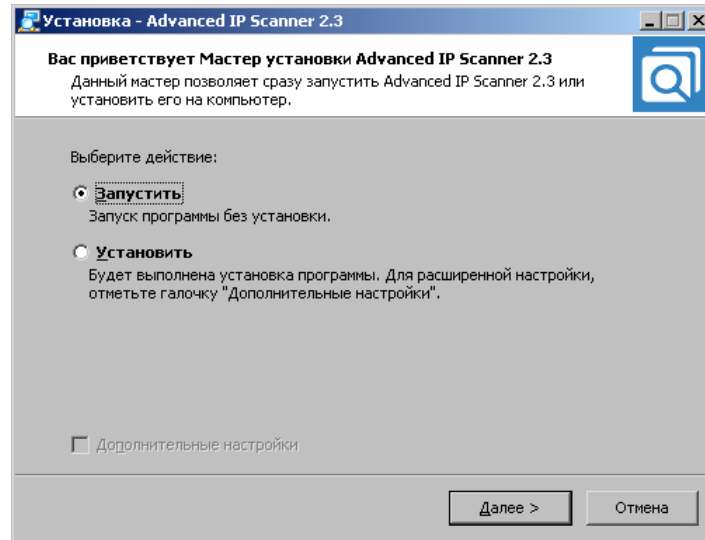 Установка - Advanced IP Scanner 2.3
Вас приветствует Мастер установки Advanced IP Scanner 2.3
Данный мастер позволяет сразу запустить Advanced IP Scanner 2.3 или
установить его на компьютер.
Выберите действие:
Запустить
Запуск программы без установки.
Установить
Будет выполнена установка программы. Для расширенной настройки,
отметьте галочку "Дополнительные настройки".
Дополнительные настройки
Далее >
Отмена